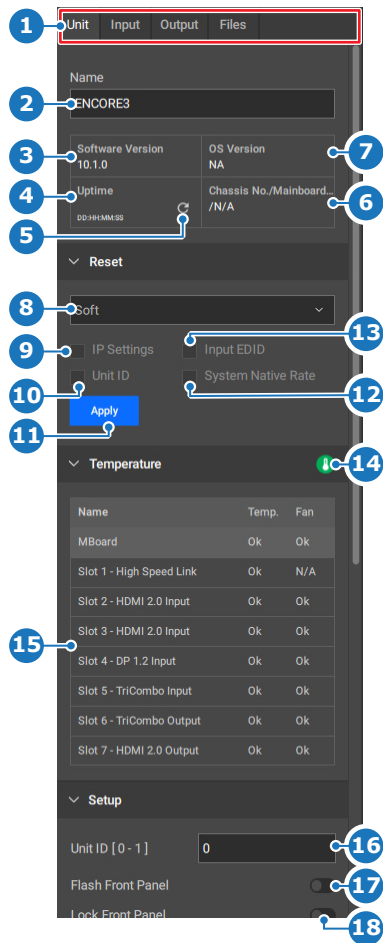 1 Unit Input Output Files
Name
2 ENCORE3
3 Software Version OS Version 7
10.1.0 NA
4 Uptime Chassis No./Mainboard... 6
DD:HH:MM:SS /N/A
5
Reset
8 Soft
13
9 IP Settings Input EDID
10 Unit ID System Native Rate 12
11 Apply
Temperature 14
Name Temp. Fan
MBoard Ok Ok
Slot 1 - High Speed Link Ok N/A
Slot 2 - HDMI 2.0 Input Ok Ok
Slot 3 - HDMI 2.0 Input Ok Ok
15 Slot 4 - DP 1.2 Input Ok Ok
Slot 5 - TriCombo Input Ok Ok
Slot 6 - TriCombo Output Ok Ok
Slot 7 - HDMI 2.0 Output Ok Ok
Setup
Unit ID [ 0 - 1 ] 0 16
Flash Front Panel 17
Lock Front Panel 18